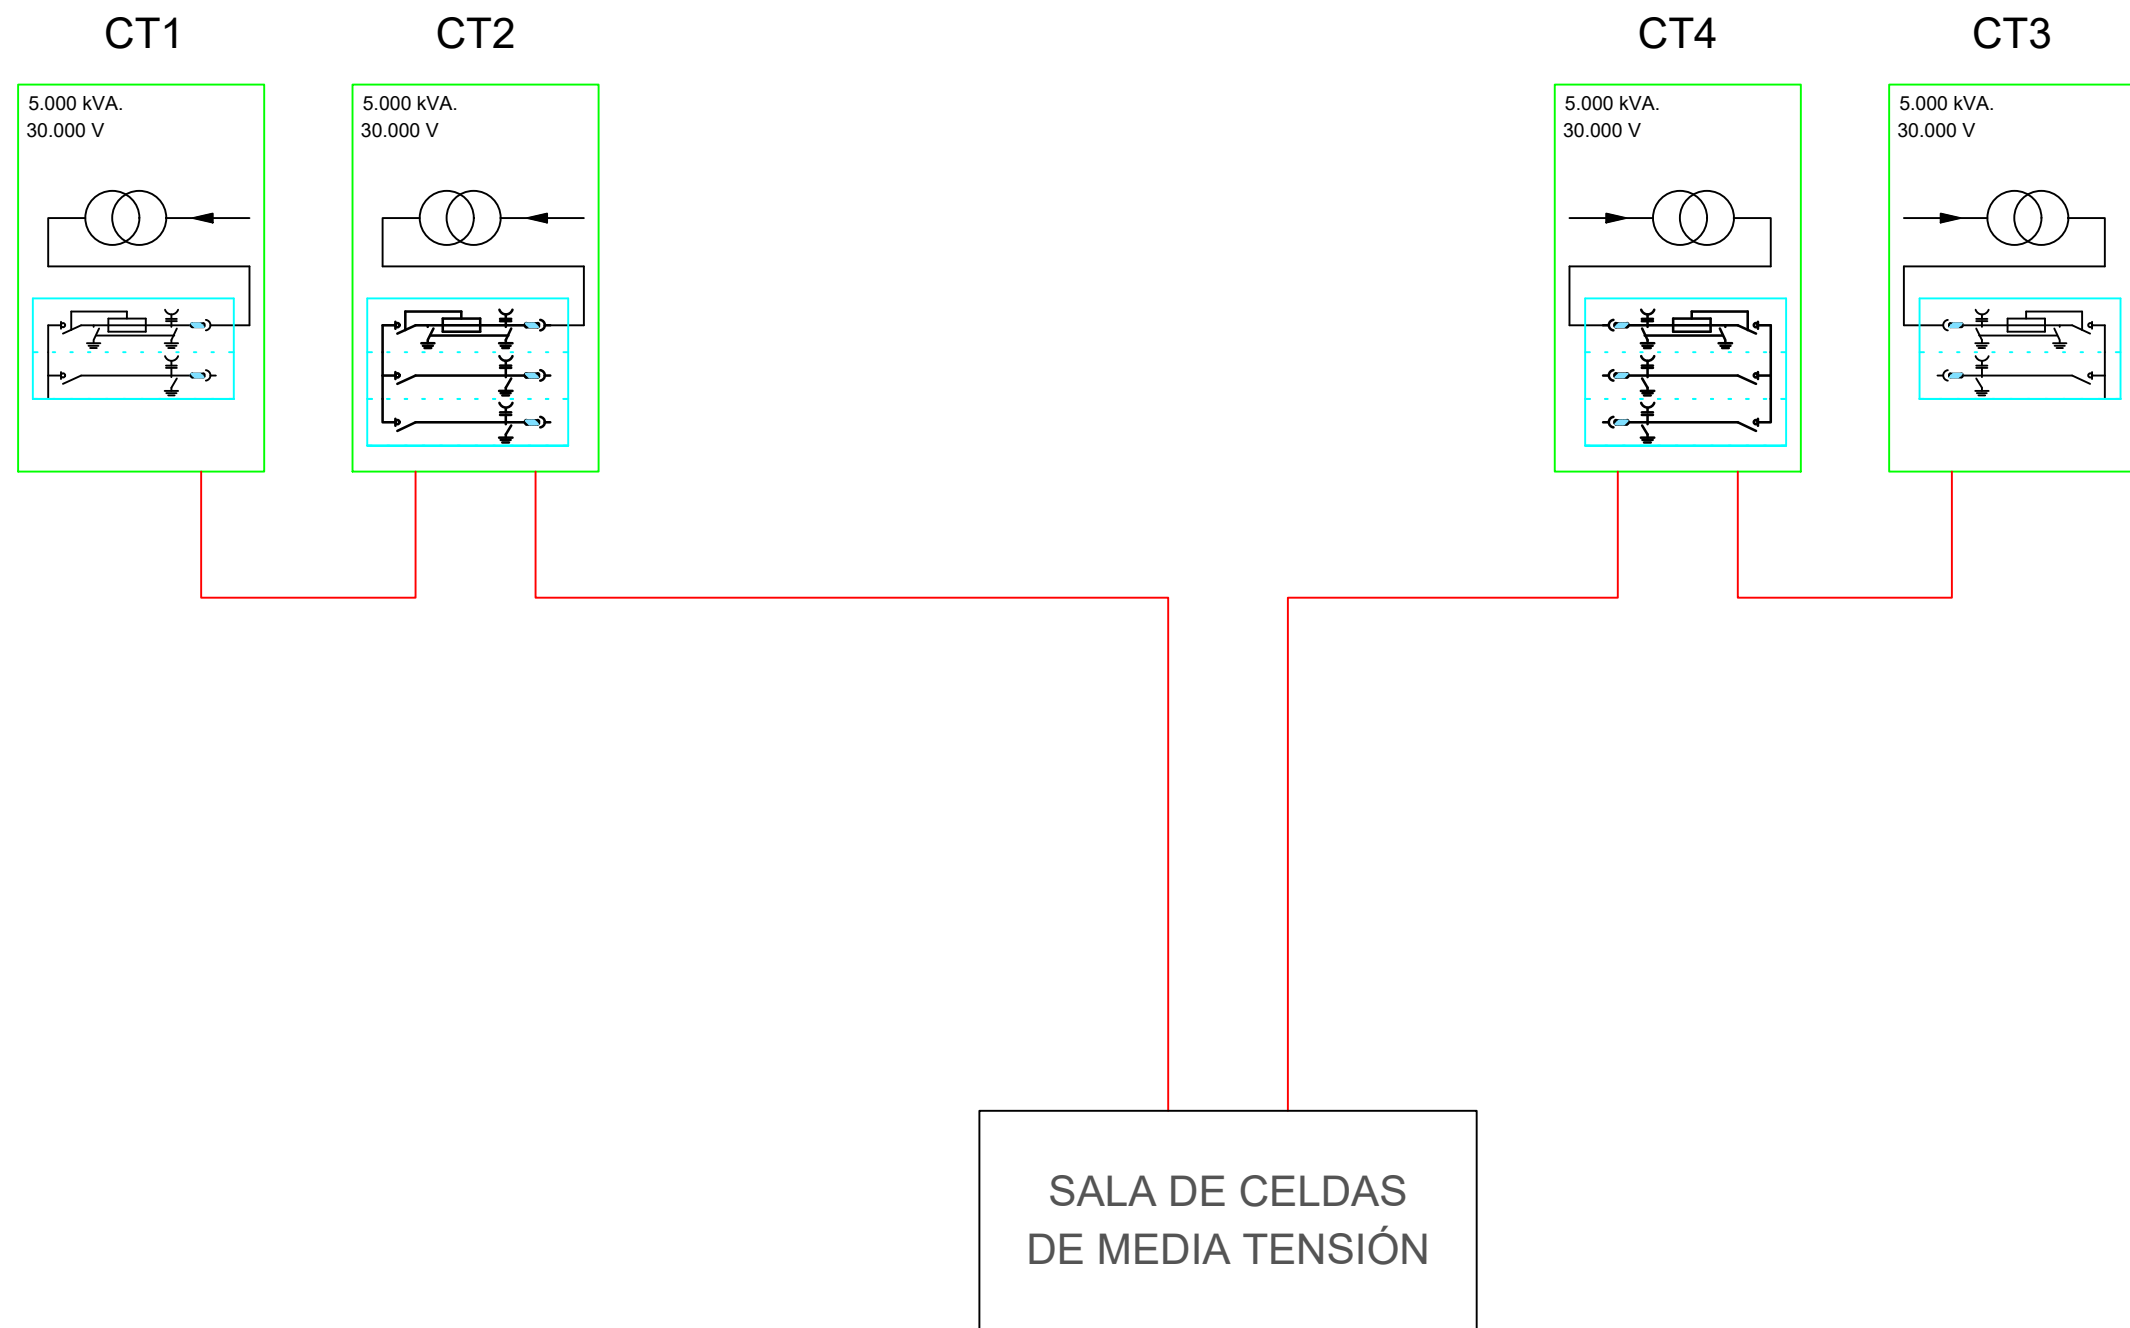 CT1
CT2
CT4
CT3
5.000 kVA.
30.000 V
5.000 kVA.
30.000 V
5.000 kVA.
30.000 V
5.000 kVA.
30.000 V
SALA DE CELDAS
DE MEDIA TENSIÓN